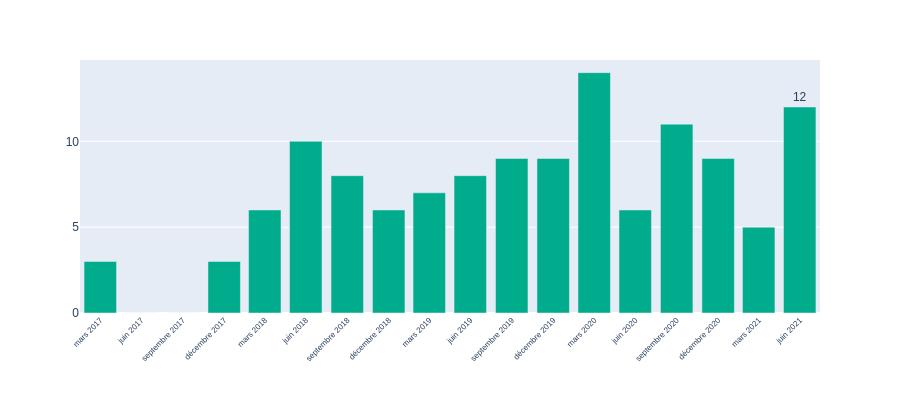 12
10
5
0
mars 2017
juin 2017
septembre 2017
décembre 2017
mars 2018
juin 2018
septembre 2018
décembre 2018
mars 2019
juin 2019
septembre 2019
décembre 2019
mars 2020
juin 2020
septembre 2020
décembre 2020
mars 2021
juin 2021